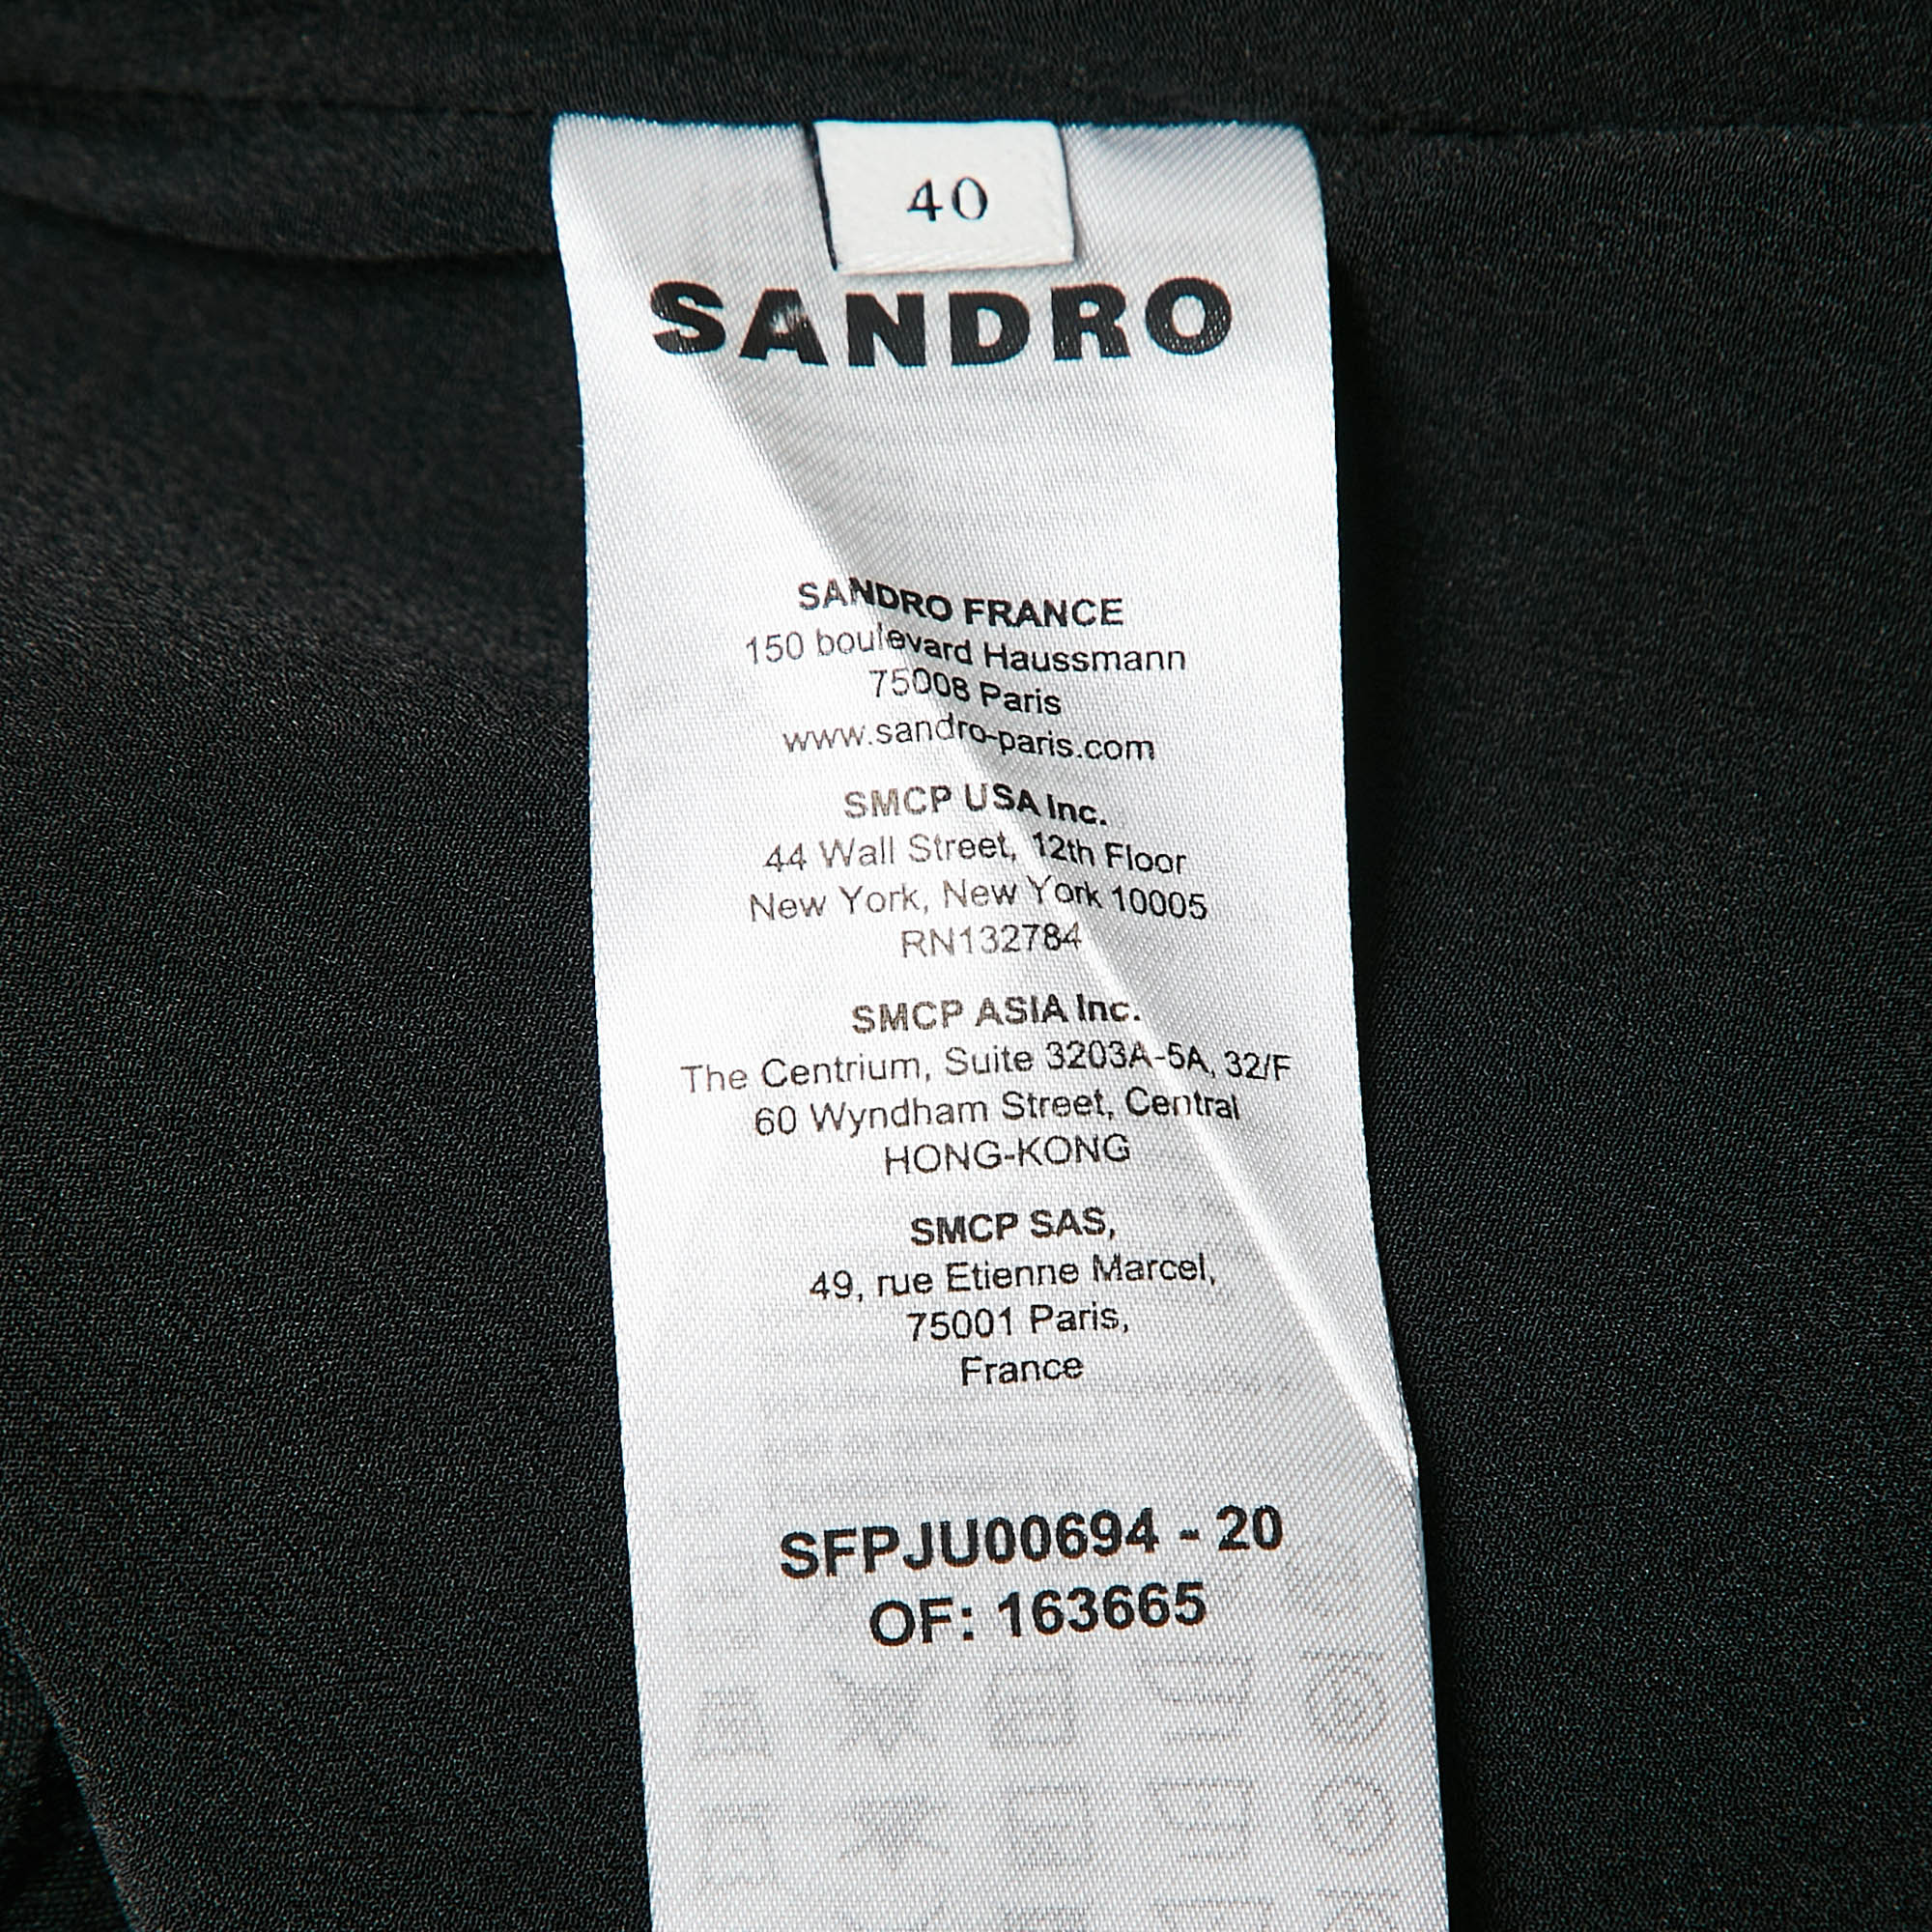 40
SANDRO
SANDRO FRANCE
150 boulevard Haussmann
75008 Paris
www.sandro-paris.com
SMCP USA Inc.
44 Wall Street, 12th Floor
New York, New York 10005
RN132784
SMCP ASIA Inc.
The Centrium, Suite 3203A-5A, 32/F
60 Wyndham Street, Central
HONG-KONG
SMCP SAS,
49, rue Etienne Marcel,
75001 Paris,
France
SFPJU00694 - 20
OF: 163665